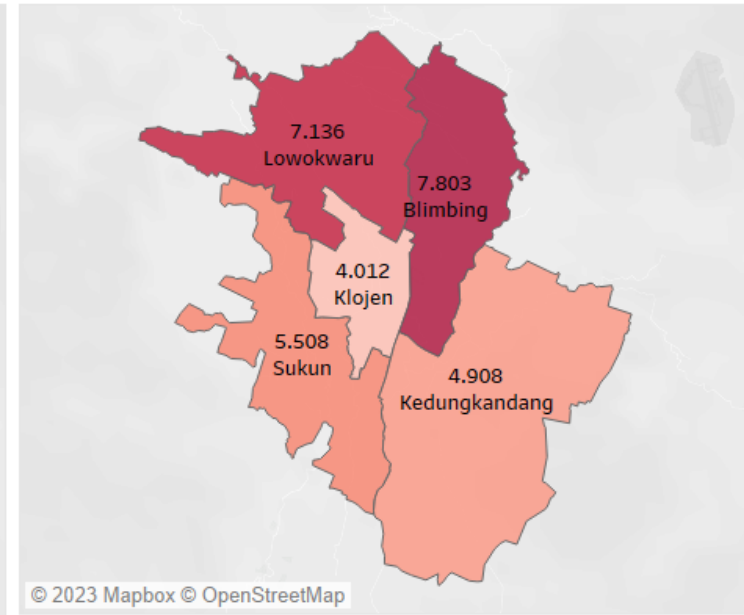 7.136
Lowokwaru
7.803
Blimbing
4.012
Klojen
5.508
Sukun
4.908
Kedungkandang
© 2023 Mapbox © OpenStreetMap